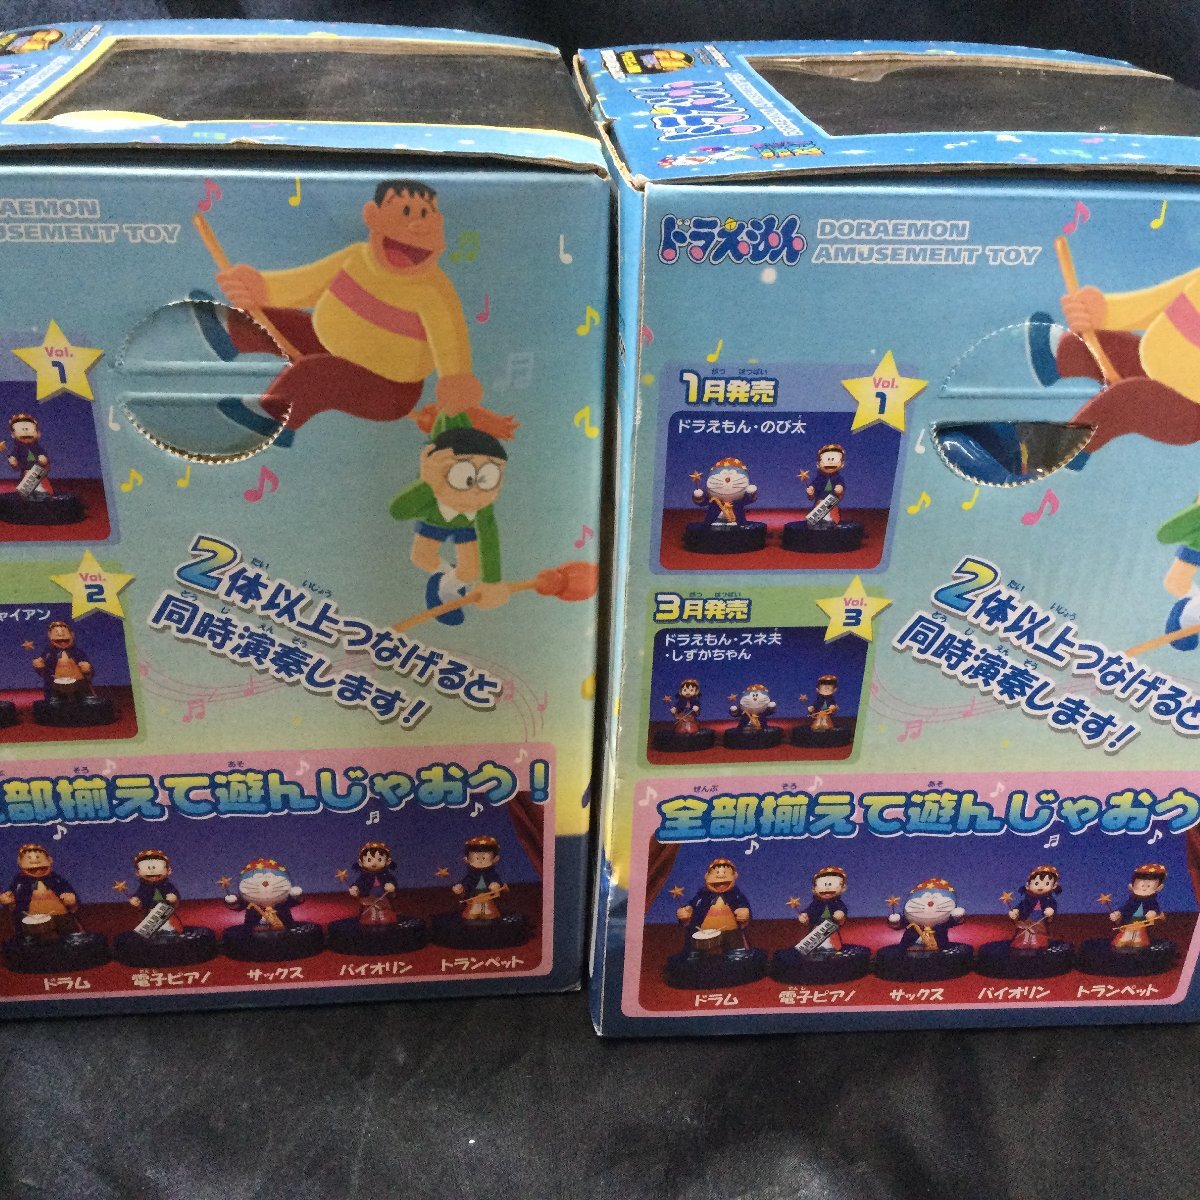 AEMON
USEMENT TOY
Vol.
1
Vol.
2
ャイアン
2体以上つなげると
同時演奏します!
部揃えて遊んじゃおう!
ドラム
電子ピアノ
サックス
バイオリン
トランペット
ドラえもん
DORAEMON
AMUSEMENT TOY
1月発売
Vol.
1
ドラえもん・のび太
3月発売
Vol.
3
ドラえもん・スネ夫
・しずかちゃん
2体以上つなげると
同時演奏します!
全部揃えて遊んじゃおう
ドラム
電子ピアノ
サックス
バイオリン
トランペット